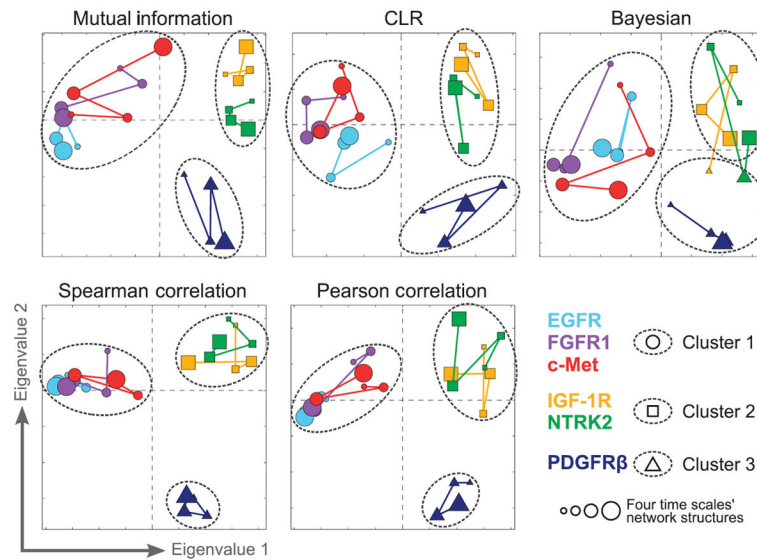 Mutual information
CLR
Bayesian
Spearman correlation
Pearson correlation
Eigenvalue 2
Eigenvalue 1
EGFR
FGFR1
c-Met
Cluster 1
IGF-1R
NTRK2
Cluster 2
PDGFRβ
Cluster 3
Four time scales'
network structures